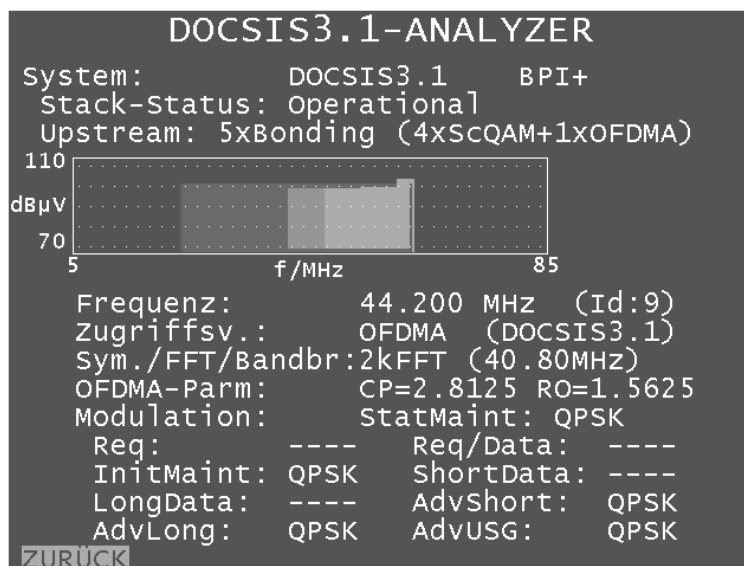 DOCSIS3.1-ANALYZER
System: DOCSIS3.1 BPI+
Stack-Status: Operational
Upstream: 5xBonding (4xScQAM+1xOFDMA)
110
dBµV
70
5 f/MHz 85
Frequenz: 44.200 MHz (Id:9)
Zugriffsv.: OFDMA (DOCSIS3.1)
Sym./FFT/Bandbr:2kFFT (40.80MHz)
OFDMA-Parm: CP=2.8125 RO=1.5625
Modulation: StatMaint: QPSK
Req: ---- Req/Data: ----
InitMaint: QPSK ShortData: ----
LongData: ---- AdvShort: QPSK
AdvLong: QPSK AdvUSG: QPSK
ZURÜCK